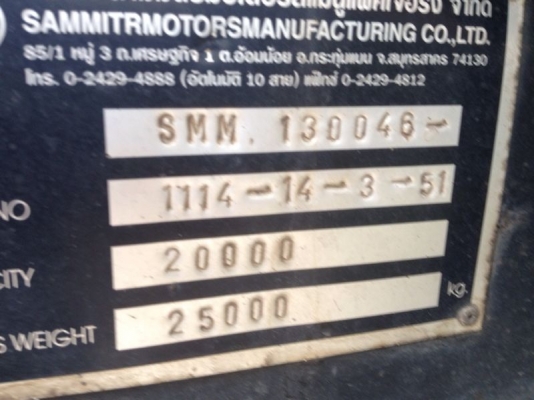 จำกัด
SAMMITRMOTORSMANUFACTURING CO.,LTD.
85/1 หมู่ 3 ถ.เศรษฐกิจ 1 ต.อ้อมน้อย อ.กระทุ่มแบน จ.สมุทรสาคร 74130
โทร. 0-2429-4888 (อัตโนมัติ 10 สาย) แฟ็กซ์ 0-2429-4812
SMM. 130046-
NO 1114-14-3-51
CITY 20000
S WEIGHT 25000 kg.